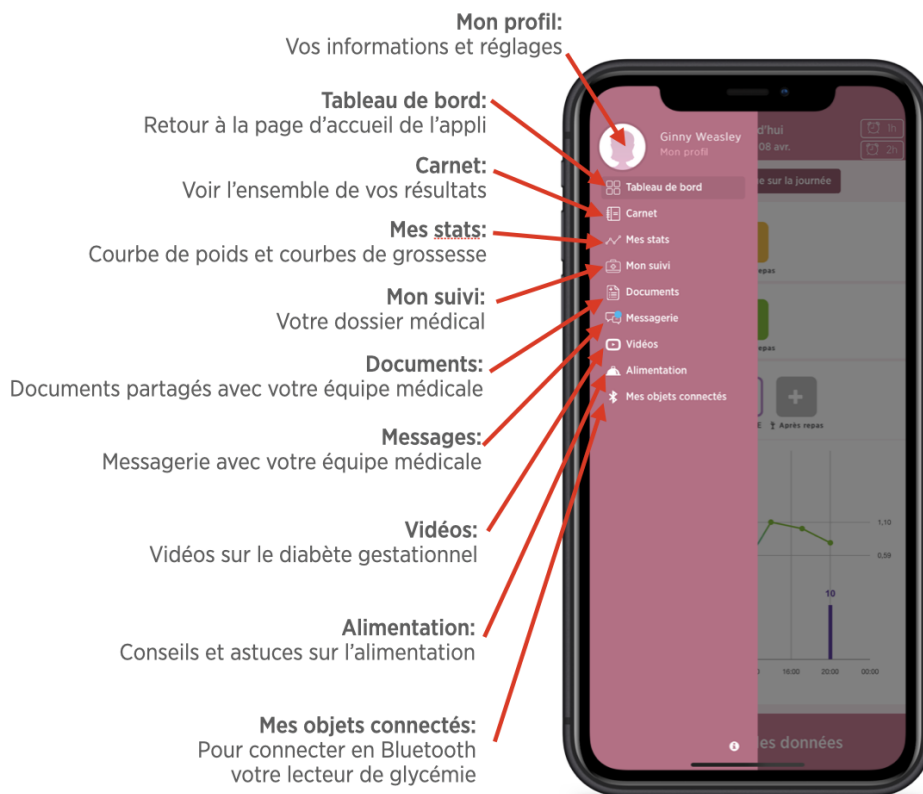 Mon profil:
Vos informations et réglages
Tableau de bord:
Retour à la page d'accueil de l'appli
Carnet:
Voir l'ensemble de vos résultats
Mes stats:
Courbe de poids et courbes de grossesse
Mon suivi:
Votre dossier médical
Documents:
Documents partagés avec votre équipe médicale
Messages:
Messagerie avec votre équipe médicale
Vidéos:
Vidéos sur le diabète gestationnel
Alimentation:
Conseils et astuces sur l'alimentation
Mes objets connectés:
Pour connecter en Bluetooth
votre lecteur de glycémie
Ginny Weasley
Mon profil
Tableau de bord
Carnet
Mes stats
Mon suivi
Documents
Messagerie
Vidéos
Alimentation
Mes objets connectés
d'hui
08 avr.
1h
2h
e sur la journée
repas
repas
E
Après repas
1,10
0,59
10
16:00
20:00
00:00
les données